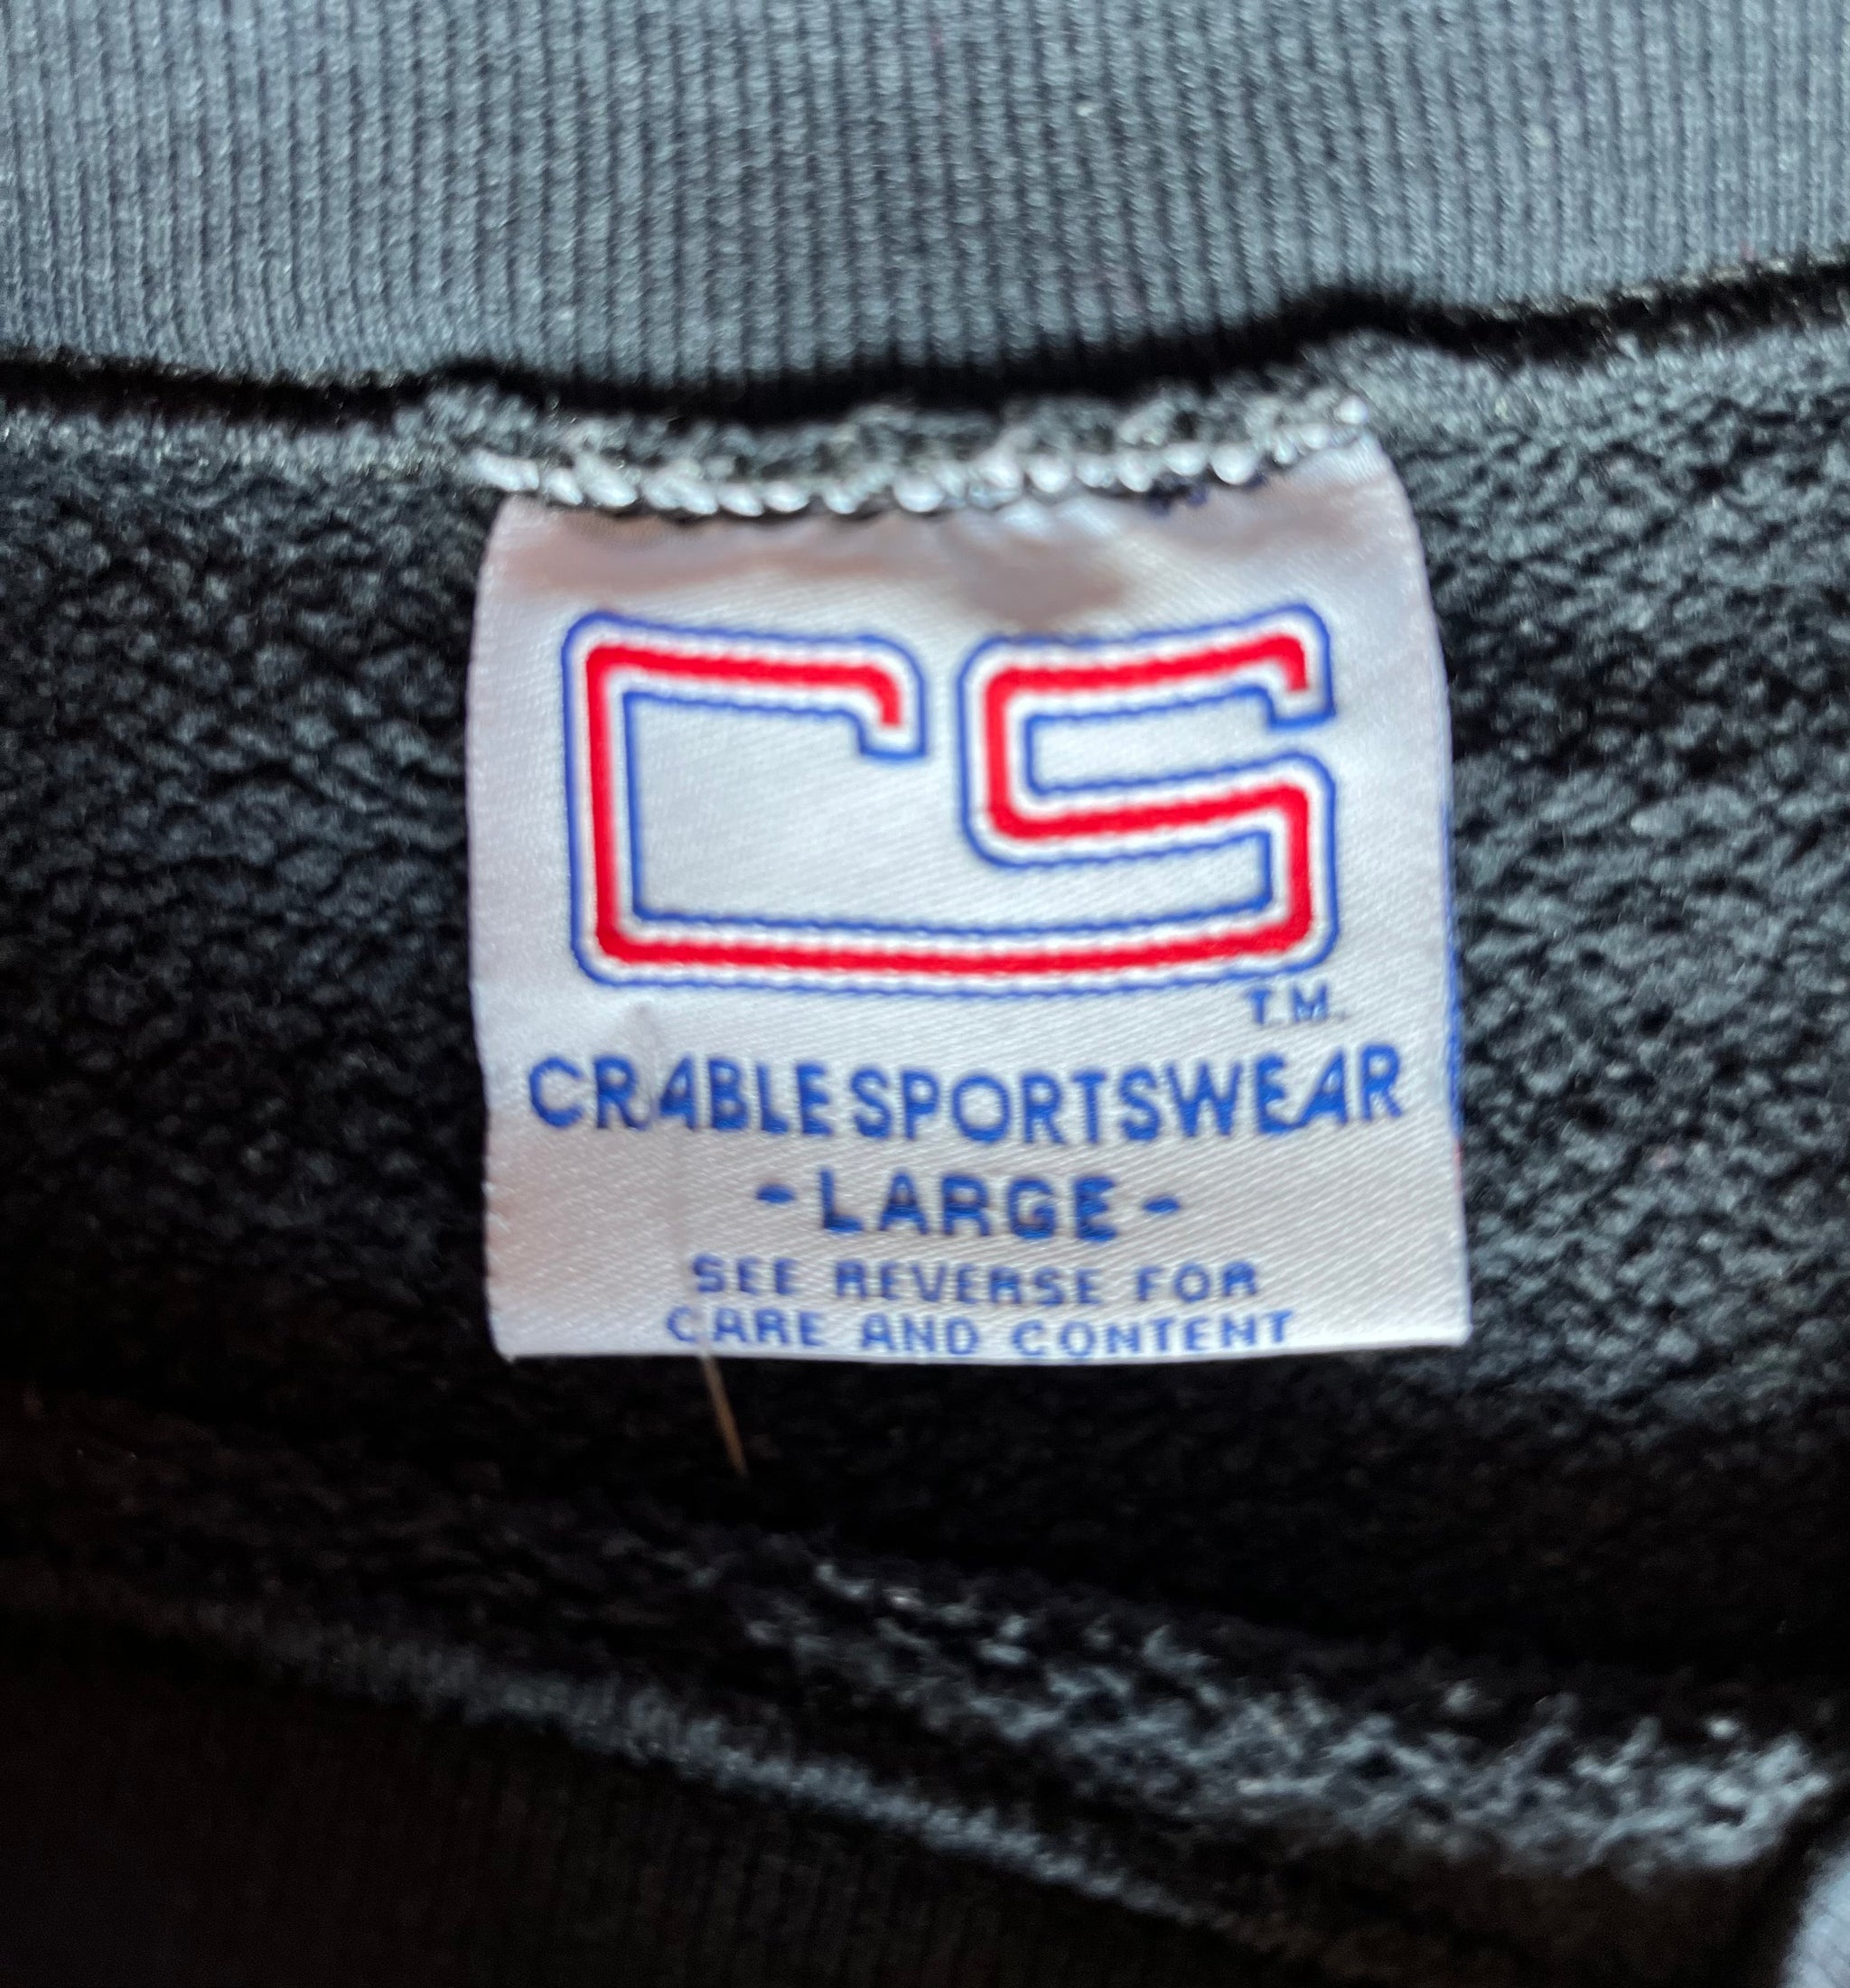 CS
T.M.
CRABLE SPORTSWEAR
- LARGE -
SEE REVERSE FOR
CARE AND CONTENT